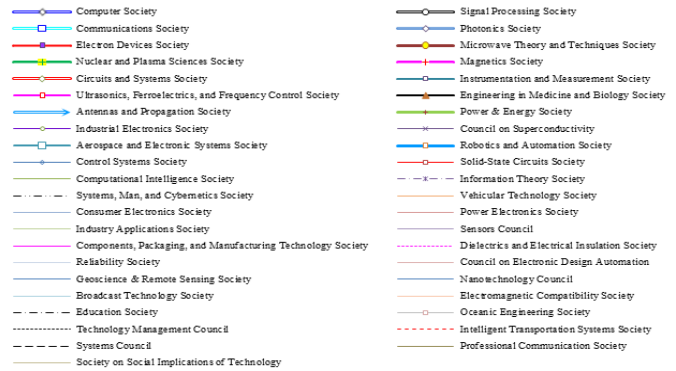 Computer Society
Communications Society
Electron Devices Society
Nuclear and Plasma Sciences Society
Circuits and Systems Society
Ultrasonics, Ferroelectrics, and Frequency Control Society
Antennas and Propagation Society
Industrial Electronics Society
Aerospace and Electronic Systems Society
Control Systems Society
Computational Intelligence Society
Systems, Man, and Cybernetics Society
Consumer Electronics Society
Industry Applications Society
Components, Packaging, and Manufacturing Technology Society
Reliability Society
Geoscience & Remote Sensing Society
Broadcast Technology Society
Education Society
Technology Management Council
Systems Council
Society on Social Implications of Technology
Signal Processing Society
Photonics Society
Microwave Theory and Techniques Society
Magnetics Society
Instrumentation and Measurement Society
Engineering in Medicine and Biology Society
Power & Energy Society
Council on Superconductivity
Robotics and Automation Society
Solid-State Circuits Society
Information Theory Society
Vehicular Technology Society
Power Electronics Society
Sensors Council
Dielectrics and Electrical Insulation Society
Council on Electronic Design Automation
Nanotechnology Council
Electromagnetic Compatibility Society
Oceanic Engineering Society
Intelligent Transportation Systems Society
Professional Communication Society